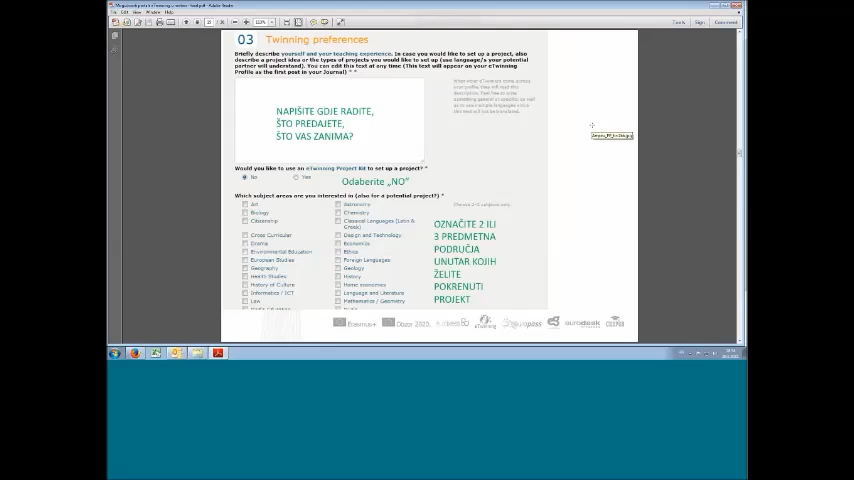 Tools
Sign
Comment
03 Twinning preferences
Briefly describe yourself and your teaching experience. In case you would like to set up a project, also
describe a project idea or the types of projects you would like to set up (use language/s your potential
partner will understand). You can edit this text at any time (This text will appear on your eTwinning
Profile as the first post in your Journal) * *
NAPIŠITE GDJE RADITE,
ŠTO PREDAJETE,
ŠTO VAS ZANIMA?
Would you like to use an eTwinning Project Kit to set up a project? *
No Yes
Odaberite „NO”
Which subject areas are you interested in (also for a potential project?) *
Art
Astronomy
Biology
Chemistry
Citizenship
Classical Languages (Latin &
Greek)
Cross Curricular
Design and Technology
Drama
Economics
Environmental Education
Ethics
European Studies
Foreign Languages
Geography
Geology
Health Studies
History
History of Culture
Home economics
Informatics / ICT
Language and Literature
Law
Mathematics / Geometry
OZNAČITE 2 ILI
3 PREDMETNA
PODRUČJA
UNUTAR KOJIH
ŽELITE
POKRENUTI
PROJEKT
Erasmus+
Obzor 2020.
eTwinning
europass
eurodesk